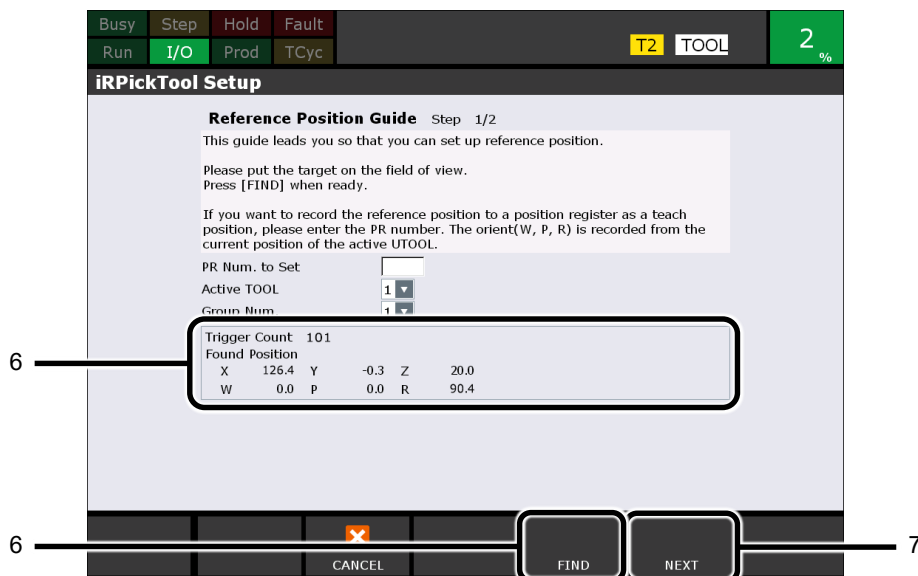 Busy Step Hold Fault
Run I/O Prod TCyc
T2 TOOL
2 %
iRPickTool Setup
Reference Position Guide Step 1/2
This guide leads you so that you can set up reference position.
Please put the target on the field of view.
Press [FIND] when ready.
If you want to record the reference position to a position register as a teach
position, please enter the PR number. The orient(W, P, R) is recorded from the
current position of the active UTOOL.
PR Num. to Set
Active TOOL 1
Group Num 1
Trigger Count 101
Found Position
X 126.4 Y -0.3 Z 20.0
W 0.0 P 0.0 R 90.4
6
6
7
CANCEL FIND NEXT